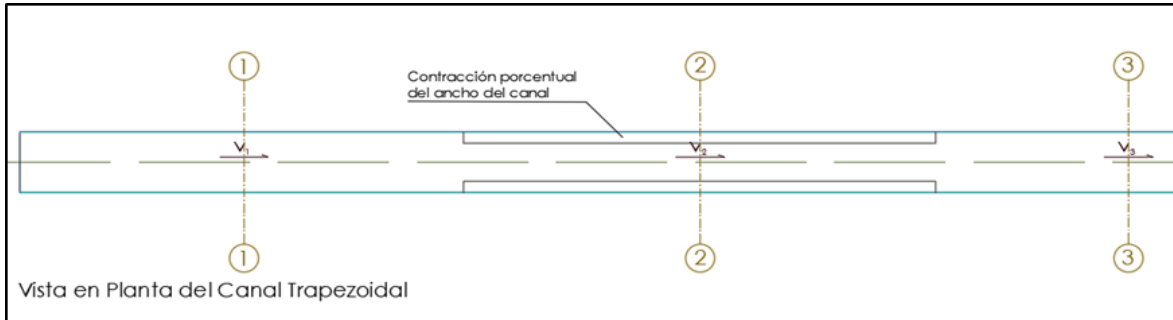 1
2
3
Contracción porcentual
del ancho del canal
V1
V2
V3
1
2
3
Vista en Planta del Canal Trapezoidal